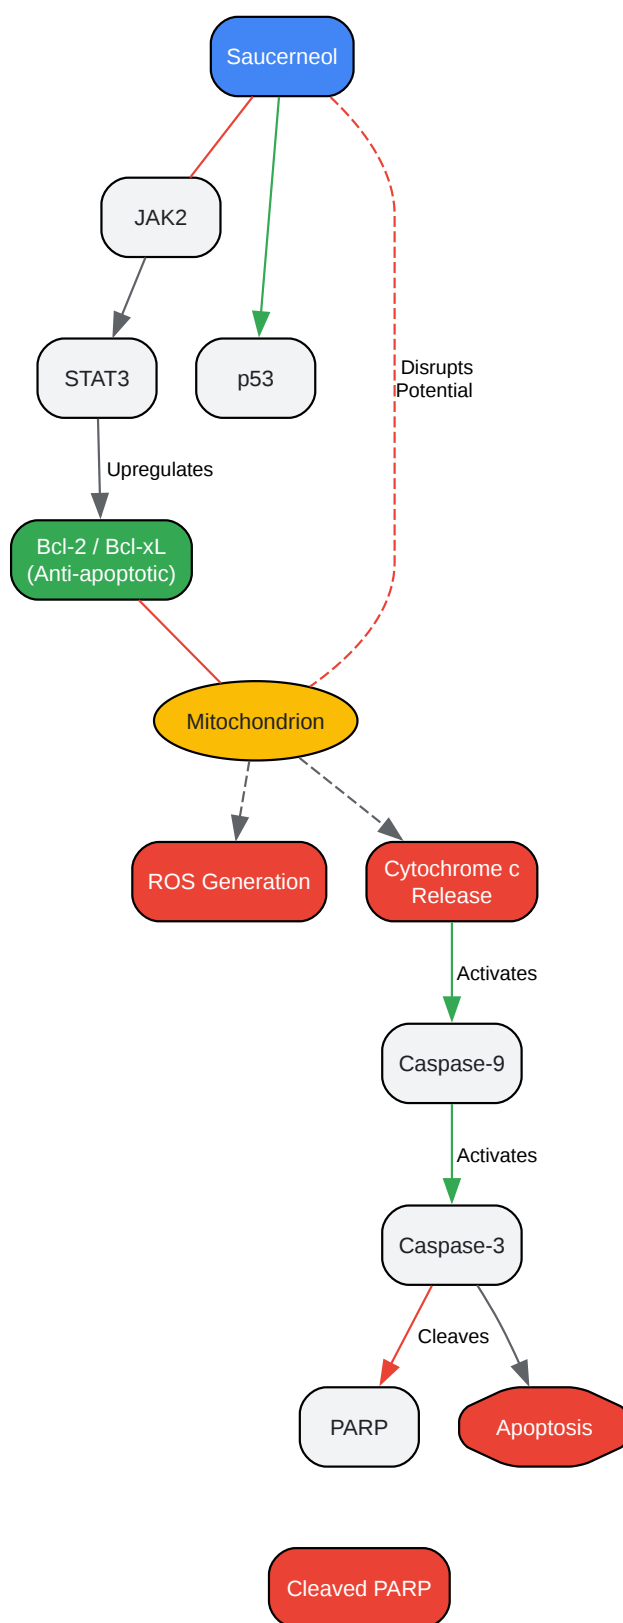 Saucerneol
JAK2
STAT3
p53
Disrupts
Potential
Upregulates
Bcl-2 / Bcl-xL
(Anti-apoptotic)
Mitochondrion
ROS Generation
Cytochrome c
Release
Activates
Caspase-9
Activates
Caspase-3
Cleaves
PARP
Apoptosis
Cleaved PARP